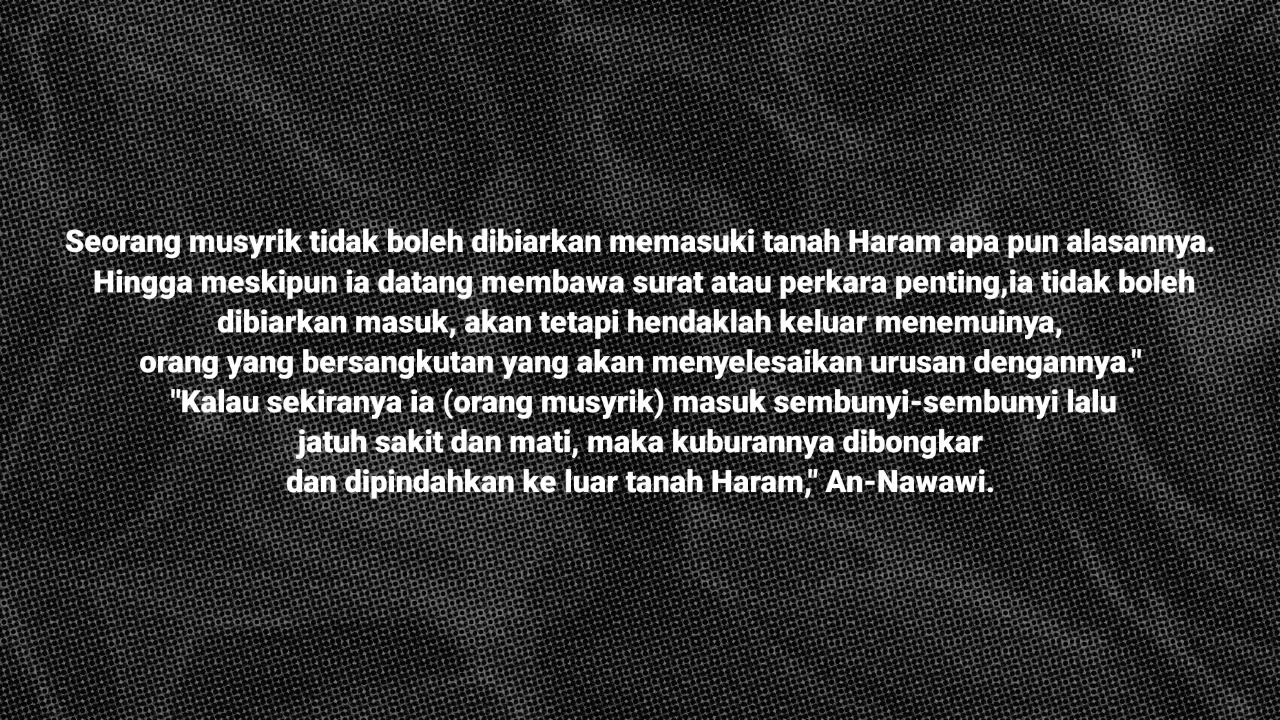 Seorang musyrik tidak boleh dibiarkan memasuki tanah Haram apa pun alasannya.
Hingga meskipun ia datang membawa surat atau perkara penting,ia tidak boleh
dibiarkan masuk, akan tetapi hendaklah keluar menemuinya,
orang yang bersangkutan yang akan menyelesaikan urusan dengannya."
"Kalau sekiranya ia (orang musyrik) masuk sembunyi-sembunyi lalu
jatuh sakit dan mati, maka kuburannya dibongkar
dan dipindahkan ke luar tanah Haram," An-Nawawi.